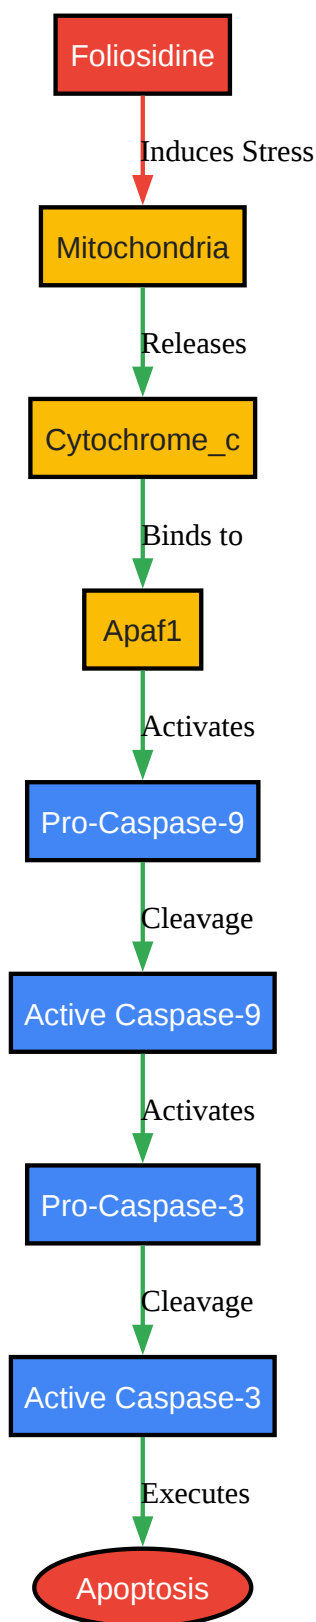 Foliosidine
Induces Stress
Mitochondria
Releases
Cytochrome_c
Binds to
Apaf1
Activates
Pro-Caspase-9
Cleavage
Active Caspase-9
Activates
Pro-Caspase-3
Cleavage
Active Caspase-3
Executes
Apoptosis